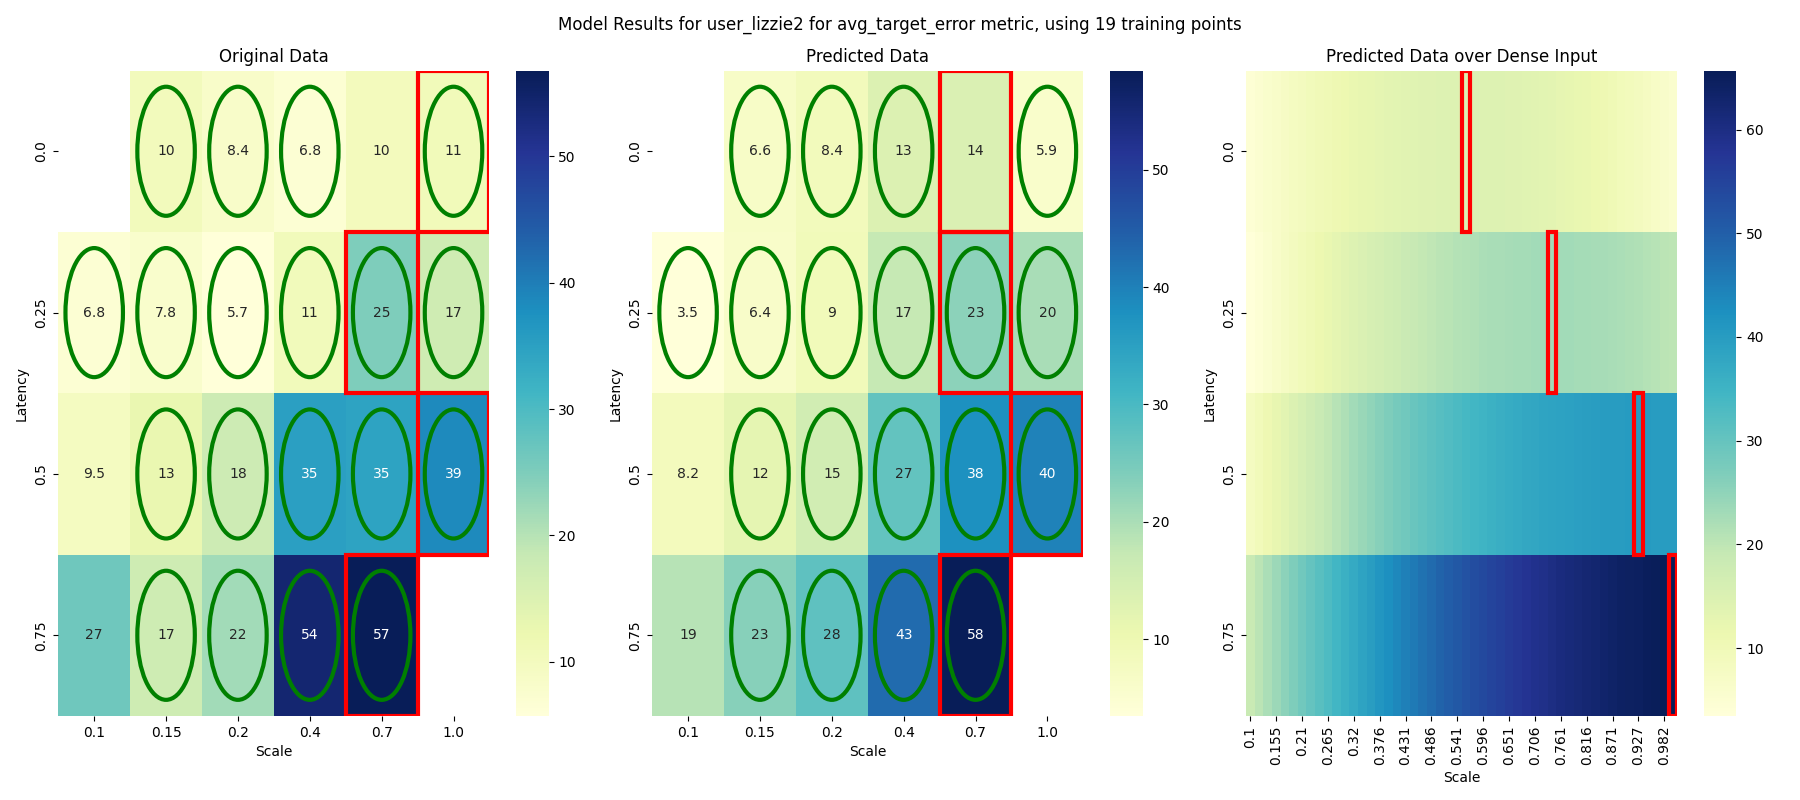 Model Results for user_lizzie2 for avg_target_error metric, using 19 training points
Original Data
0.0
10 8.4 6.8 10 11
0.25
6.8 7.8 5.7 11 25 17
0.5
9.5 13 18 35 35 39
0.75
27 17 22 54 57
Latency
0.1 0.15 0.2 0.4 0.7 1.0
Scale
50
40
30
20
10
Predicted Data
0.0
6.6 8.4 13 14 5.9
0.25
3.5 6.4 9 17 23 20
0.5
8.2 12 15 27 38 40
0.75
19 23 28 43 58
Latency
0.1 0.15 0.2 0.4 0.7 1.0
Scale
50
40
30
20
10
Predicted Data over Dense Input
0.0
0.25
0.5
0.75
Latency
0.1 0.155 0.21 0.265 0.32 0.376 0.431 0.486 0.541 0.596 0.651 0.706 0.761 0.816 0.871 0.927 0.982
Scale
60
50
40
30
20
10